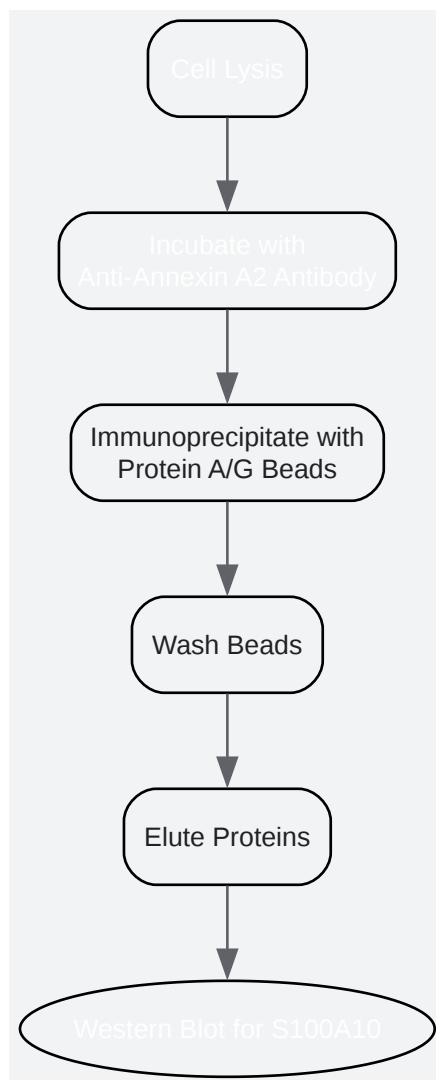 Cell Lysis
Incubate with
Anti-Annexin A2 Antibody
Immunoprecipitate with
Protein A/G Beads
Wash Beads
Elute Proteins
Western Blot for S100A10